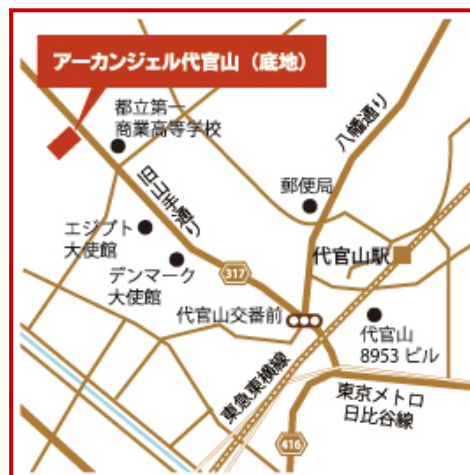 アーカンジェル代官山（底地）
都立第一
商業高等学校
八幡通り
旧山手通り
郵便局
エジプト
大使館
デンマーク
大使館
317
代官山駅
代官山交番前
代官山
8953 ビル
東急東横線
東京メトロ
日比谷線
416